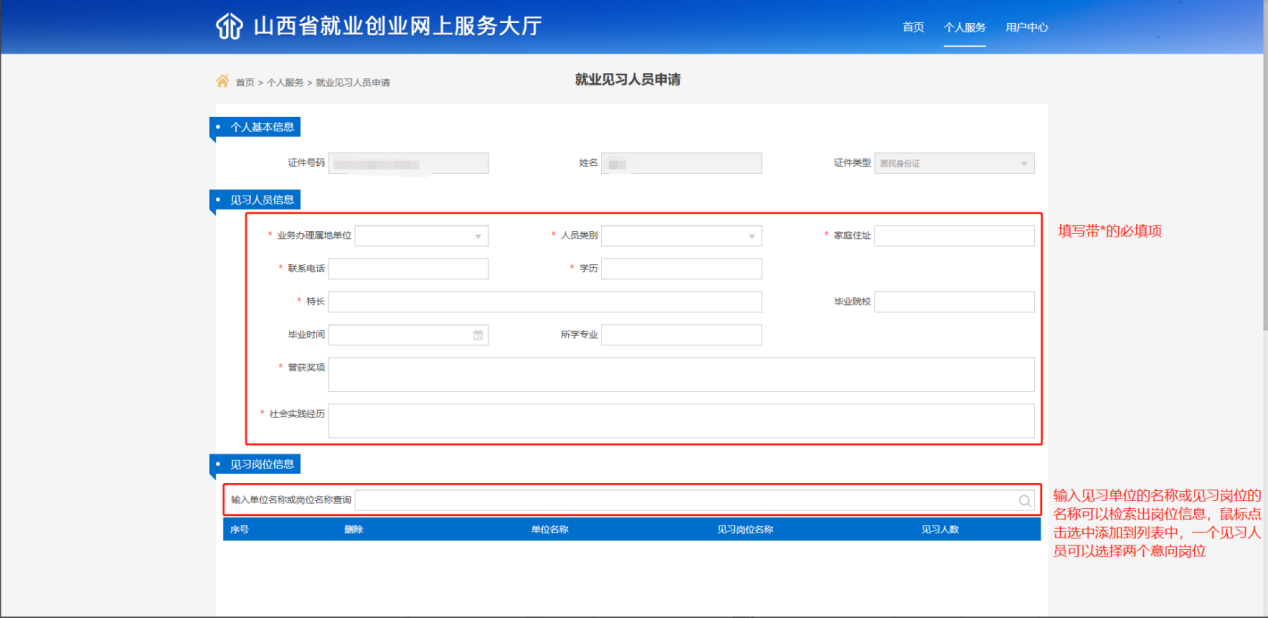 山西省就业创业网上服务大厅
首页 个人服务 用户中心
首页 > 个人服务 > 就业见习人员申请
就业见习人员申请
个人基本信息
证件号码 姓名 证件类型 居民身份证
见习人员信息
* 业务办理属地单位 * 人员类别 * 家庭住址
填写带*的必填项
* 联系电话 * 学历
* 特长 毕业院校
毕业时间 所学专业
* 曾获奖项
* 社会实践经历
见习岗位信息
输入单位名称或岗位名称查询
序号 删除 单位名称 见习岗位名称 见习人数
输入见习单位的名称或见习岗位的
名称可以检索出岗位信息，鼠标点
击选中添加到列表中，一个见习人
员可以选择两个意向岗位